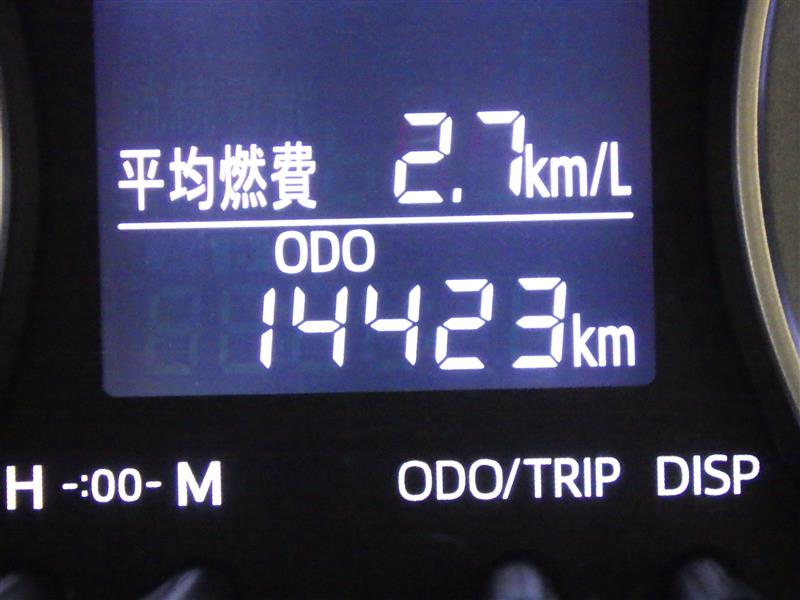 平均燃費 2.7km/L
ODO
14423km
H -:00- M ODO/TRIP DISP